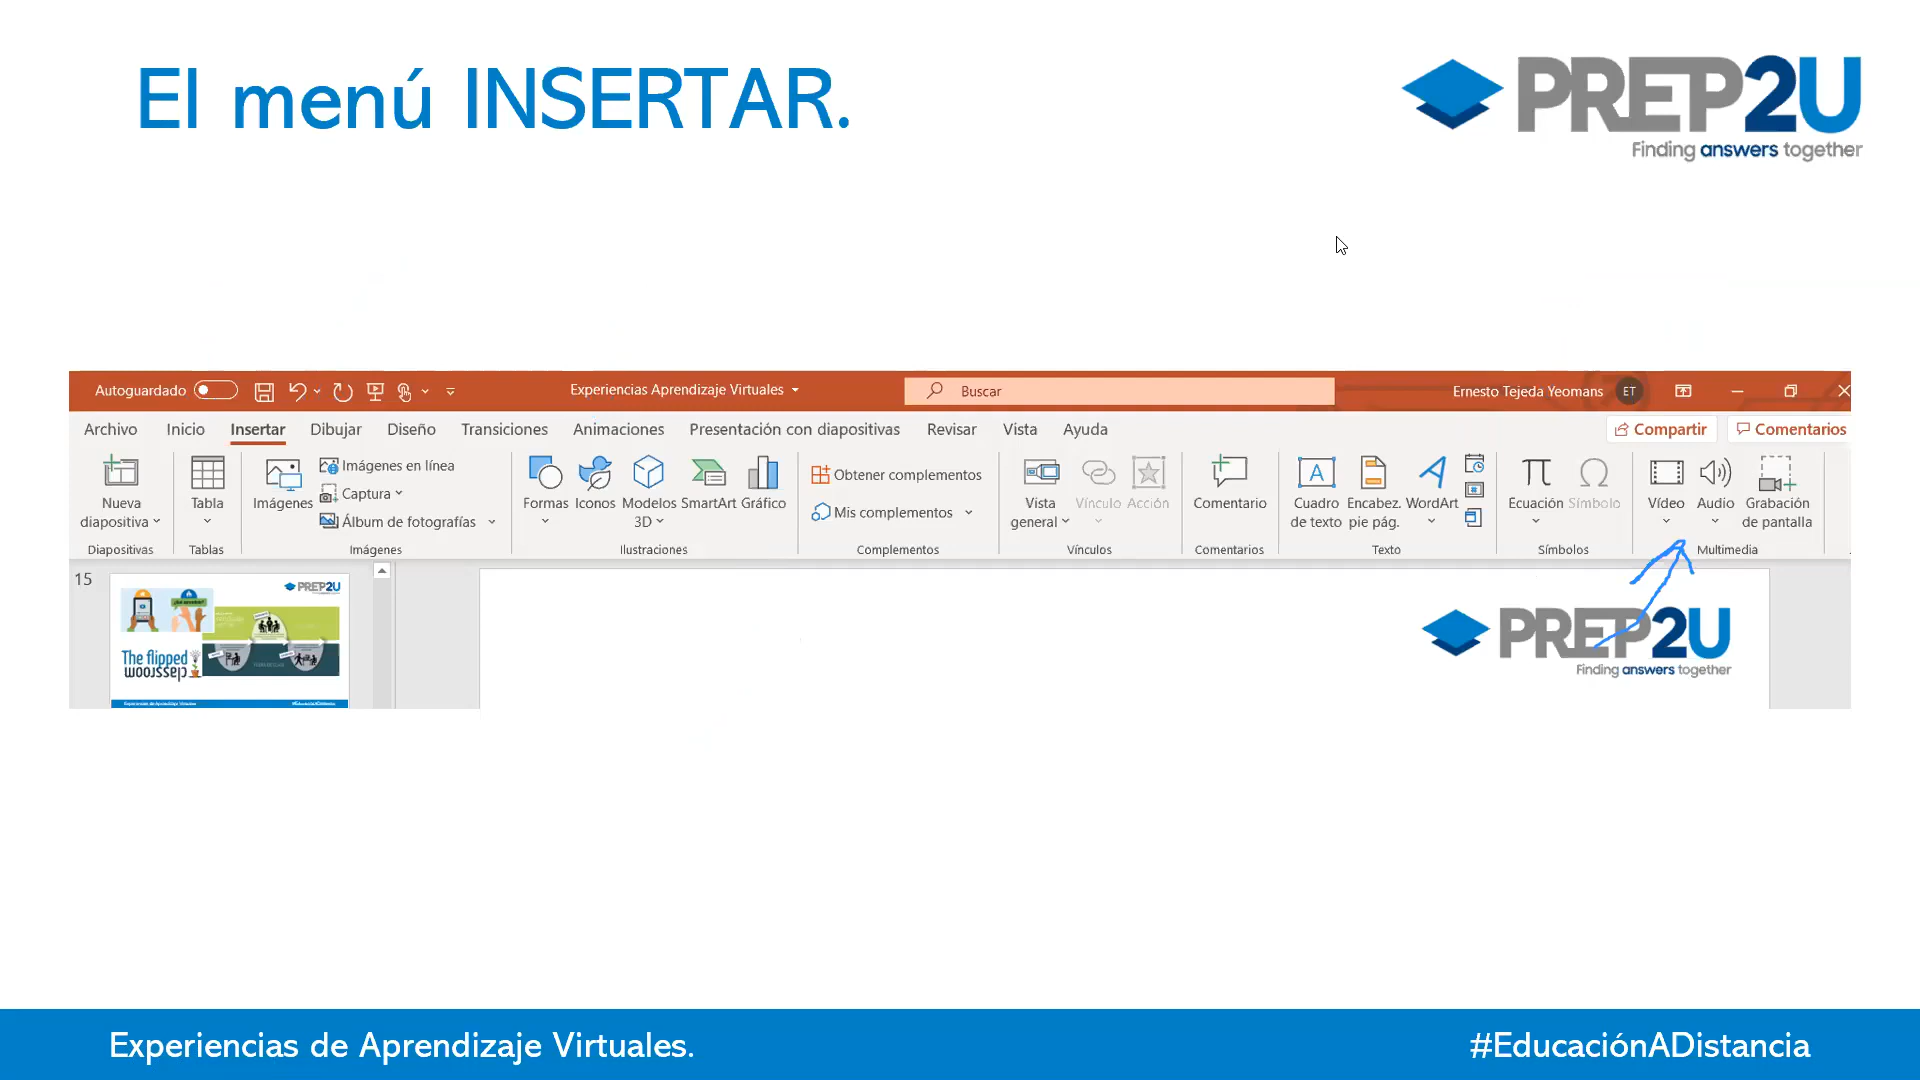 El menú INSERTAR.
PREP2U
Finding answers together
Autoguardado
Experiencias Aprendizaje Virtuales
Buscar
Ernesto Tejeda Yeomans
ET
Archivo Inicio Insertar Dibujar Diseño Transiciones Animaciones Presentación con diapositivas Revisar Vista Ayuda
Compartir
Comentarios
Nueva diapositiva
Tabla
Imágenes
Imágenes en línea
Captura
Álbum de fotografías
Formas
Iconos
Modelos 3D
SmartArt
Gráfico
Obtener complementos
Mis complementos
Vista general
Vínculo
Acción
Comentario
Cuadro de texto
Encabez. pie pág.
WordArt
Ecuación
Símbolo
Vídeo
Audio
Grabación de pantalla
Diapositivas
Tablas
Imágenes
Ilustraciones
Complementos
Vínculos
Comentarios
Texto
Símbolos
Multimedia
15
PREP2U
The flipped
classroom
Experiencias de Aprendizaje Virtuales
#EducaciónADistancia
PREP2U
Finding answers together
Experiencias de Aprendizaje Virtuales.
#EducaciónADistancia